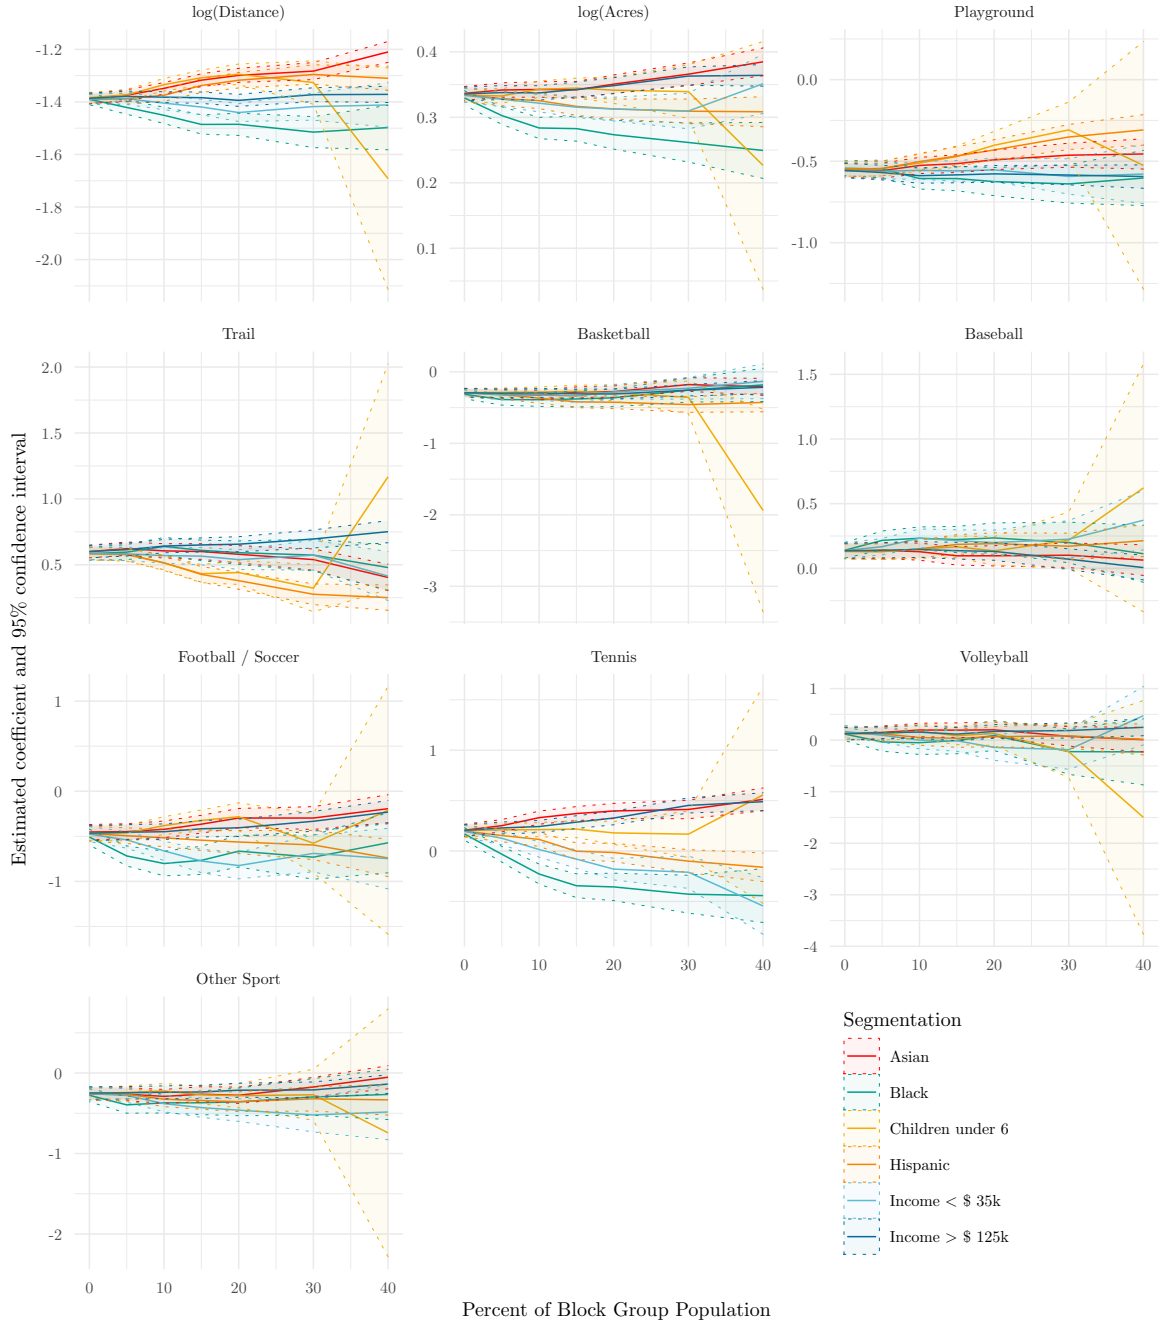 log(Distance)
log(Acres)
Playground
-1.2
-1.4
-1.6
-1.8
-2.0
0.4
0.3
0.2
0.1
0.0
-0.5
-1.0
Trail
Basketball
Baseball
2.0
1.5
1.0
0.5
0
-1
-2
-3
1.5
1.0
0.5
0.0
Football / Soccer
Tennis
Volleyball
1
0
-1
1
0
1
0
-1
-2
-3
-4
0
10
20
30
40
0
10
20
30
40
Other Sport
0
-1
-2
0
10
20
30
40
Estimated coefficient and 95% confidence interval
Percent of Block Group Population
Segmentation
Asian
Black
Children under 6
Hispanic
Income < $ 35k
Income > $ 125k